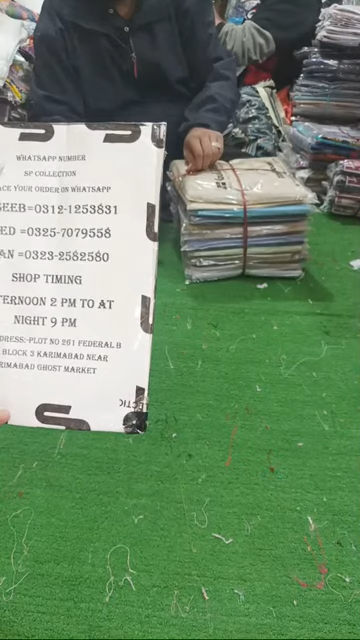 WHATSAPP NUMBER
SP COLLECTION
ACE YOUR ORDER ON WHATSAPP
EEB=0312-1253831
ED =0325-7079558
AN =0323-2582580
SHOP TIMING
TERNOON 2 PM TO AT
NIGHT 9 PM
DRESS:-PLOT NO 261 FEDERAL B
BLOCK 3 KARIMABAD NEAR
RIMABAD GHOST MARKET